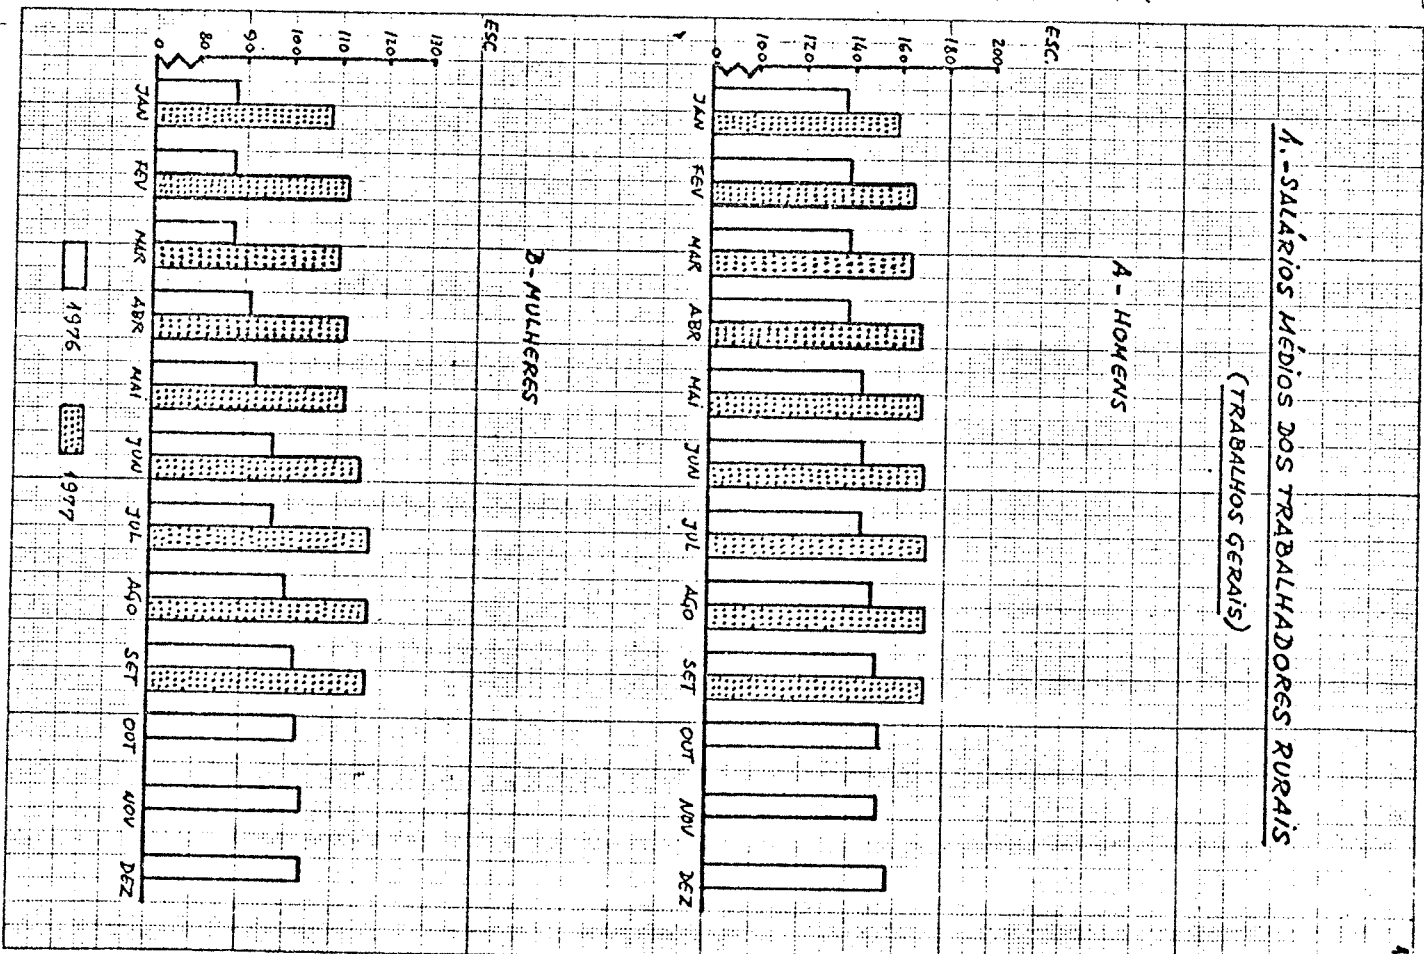 1.-SALÁRIOS MÉDIOS DOS TRABALHADORES RURAIS
(TRABALHOS GERAIS)
A - HOMENS
ESC.
200
180
160
140
120
100
0
JAN FEV MAR ABR MAI JUN JUL AGO SET OUT NOV DEZ
B - MULHERES
ESC.
130
120
110
100
90
80
0
JAN FEV MAR ABR MAI JUN JUL AGO SET OUT NOV DEZ
1976 1977